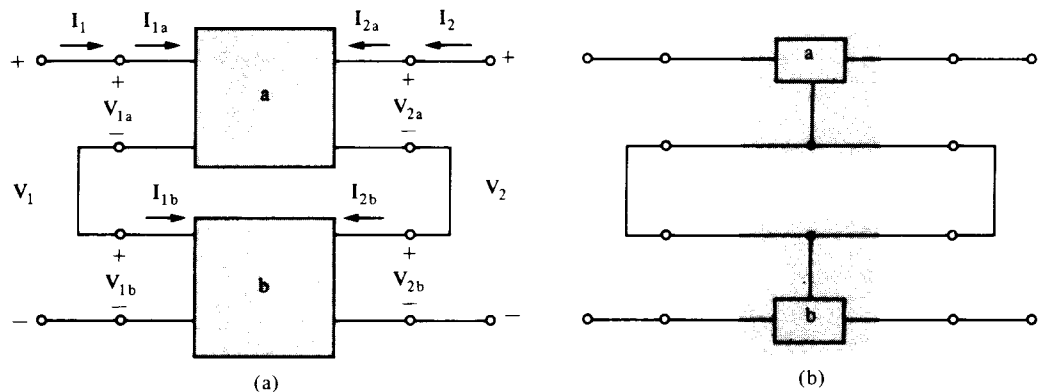 I1 I1a I2a I2
+ + a + + a
V1a V2a
− −
V1 I1b I2b V2
+ +
V1b b V2b
− − − − b
(a) (b)